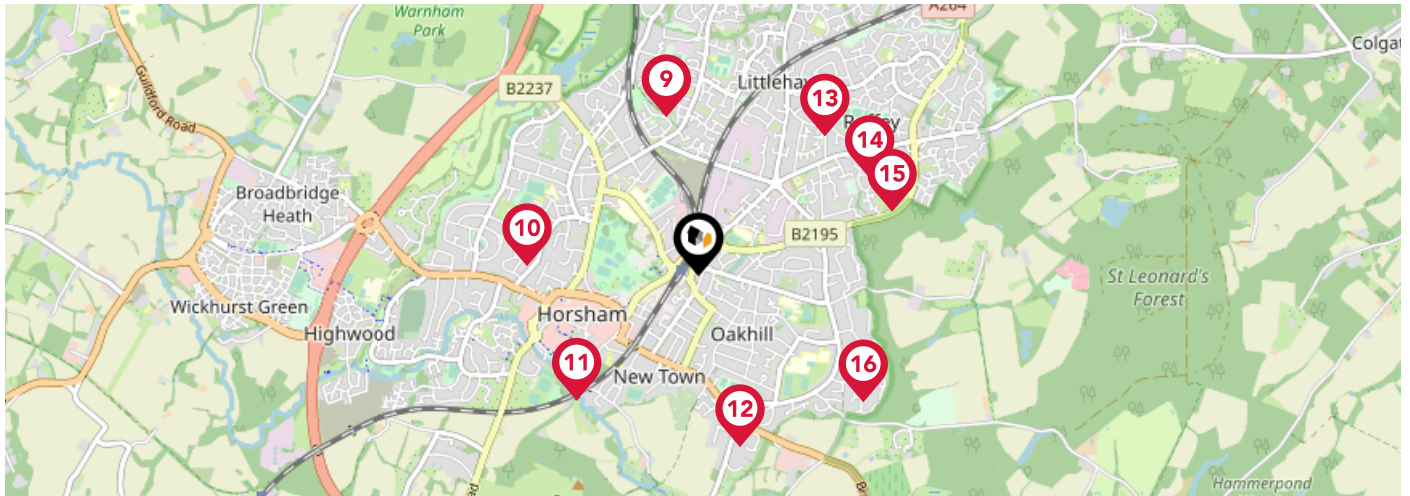 Warnham
Park
A264
Colgat
B2237
9
Littlehav
Guildford Road
13
Roffey
14
15
Broadbridge
Heath
10
B2195
St Leonard's
Forest
Wickhurst Green
Horsham
Highwood
Oakhill
11
New Town
16
12
Hammerpond